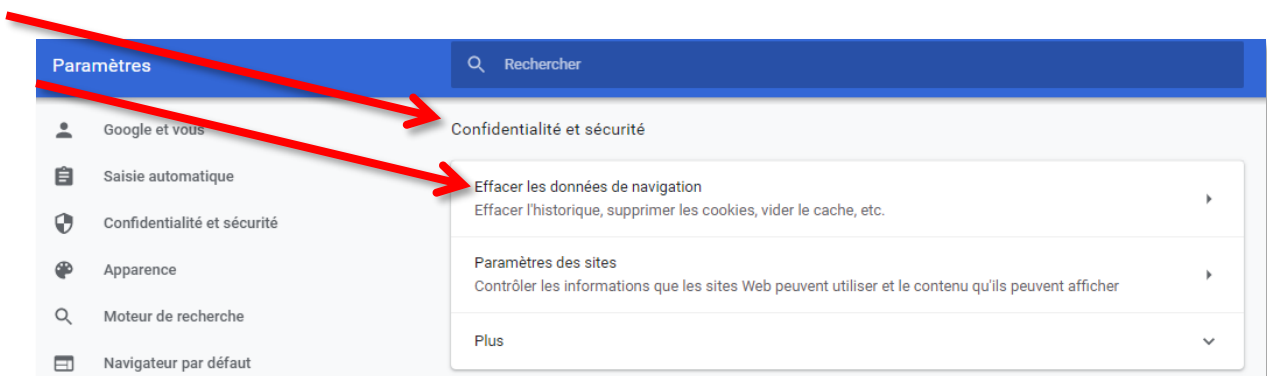 Paramètres
Rechercher
Google et vous
Saisie automatique
Confidentialité et sécurité
Apparence
Moteur de recherche
Navigateur par défaut
Confidentialité et sécurité
Effacer les données de navigation
Effacer l'historique, supprimer les cookies, vider le cache, etc.
Paramètres des sites
Contrôler les informations que les sites Web peuvent utiliser et le contenu qu'ils peuvent afficher
Plus